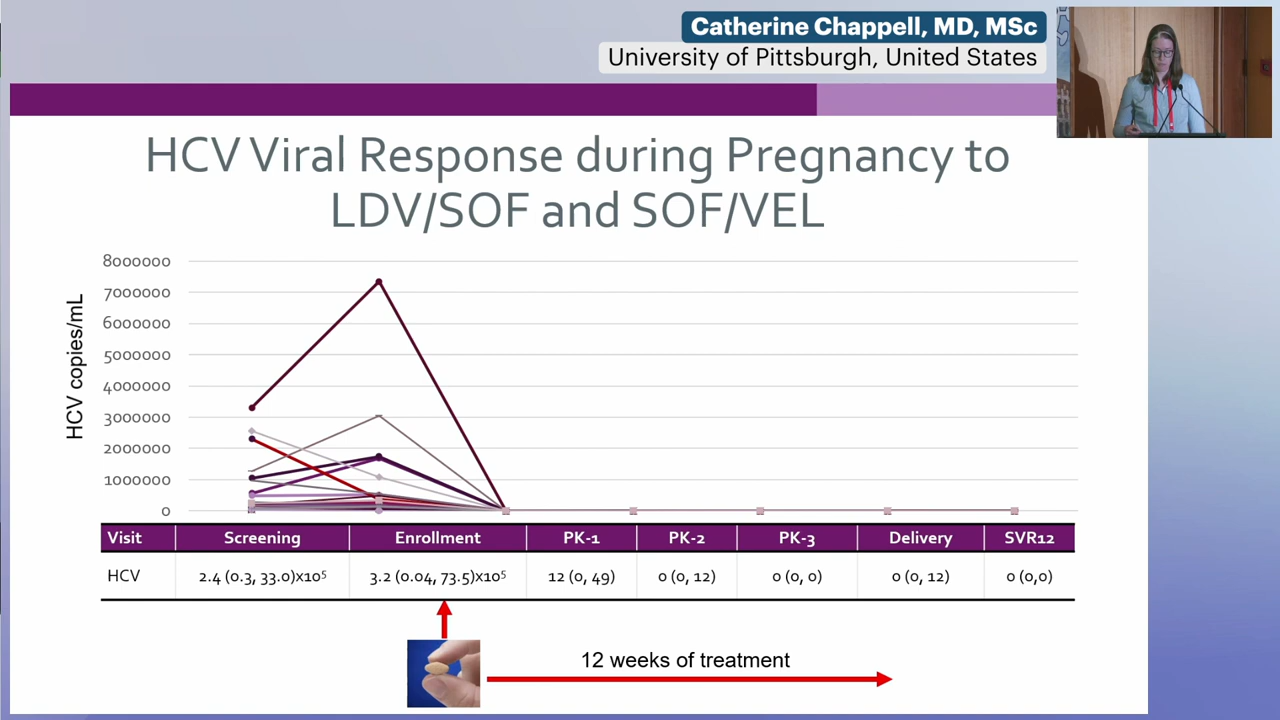 Catherine Chappell, MD, MSc
University of Pittsburgh, United States
HCV Viral Response during Pregnancy to
LDV/SOF and SOF/VEL
HCV copies/mL
8000000
7000000
6000000
5000000
4000000
3000000
2000000
1000000
0
Visit Screening Enrollment PK-1 PK-2 PK-3 Delivery SVR12
HCV 2.4 (0.3, 33.0)x10⁵ 3.2 (0.04, 73.5)x10⁵ 12 (0, 49) 0 (0, 12) 0 (0, 0) 0 (0, 12) 0 (0,0)
12 weeks of treatment